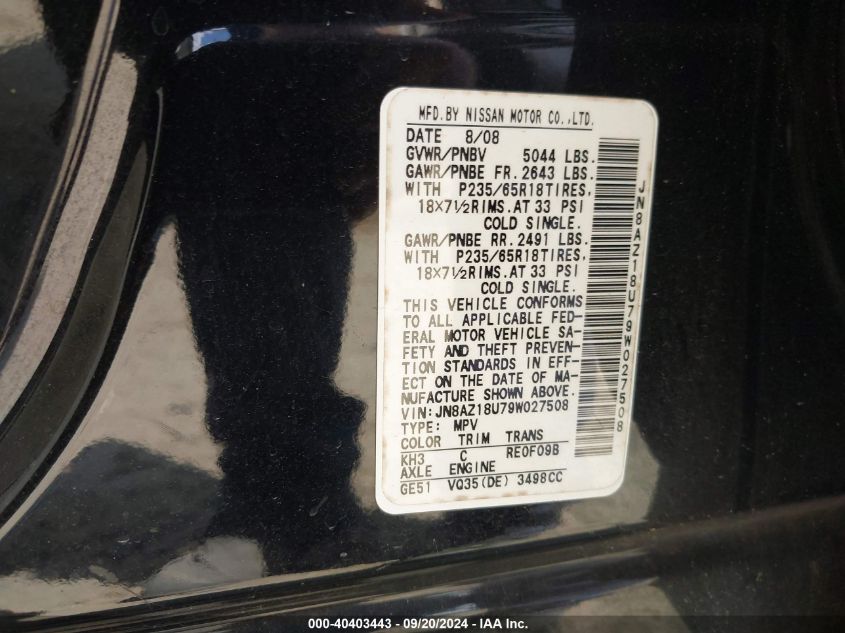 MFD.BY NISSAN MOTOR CO.,LTD.
DATE 8/08
GVWR/PNBV 5044 LBS.
GAWR/PNBE FR. 2643 LBS.
WITH P235/65R18TIRES,
18×7½RIMS.AT 33 PSI
COLD SINGLE.
GAWR/PNBE RR. 2491 LBS.
WITH P235/65R18TIRES,
18×7½RIMS.AT 33 PSI
COLD SINGLE.
THIS VEHICLE CONFORMS
TO ALL APPLICABLE FED-
ERAL MOTOR VEHICLE SA-
FETY AND THEFT PREVEN-
TION STANDARDS IN EFF-
ECT ON THE DATE OF MA-
NUFACTURE SHOWN ABOVE.
VIN:JN8AZ18U79W027508
TYPE: MPV
COLOR TRIM TRANS
KH3 C RE0F09B
AXLE ENGINE
GE51 VQ35(DE) 3498CC
JN8AZ18U79W027508
000-40403443 - 09/20/2024 - IAA Inc.